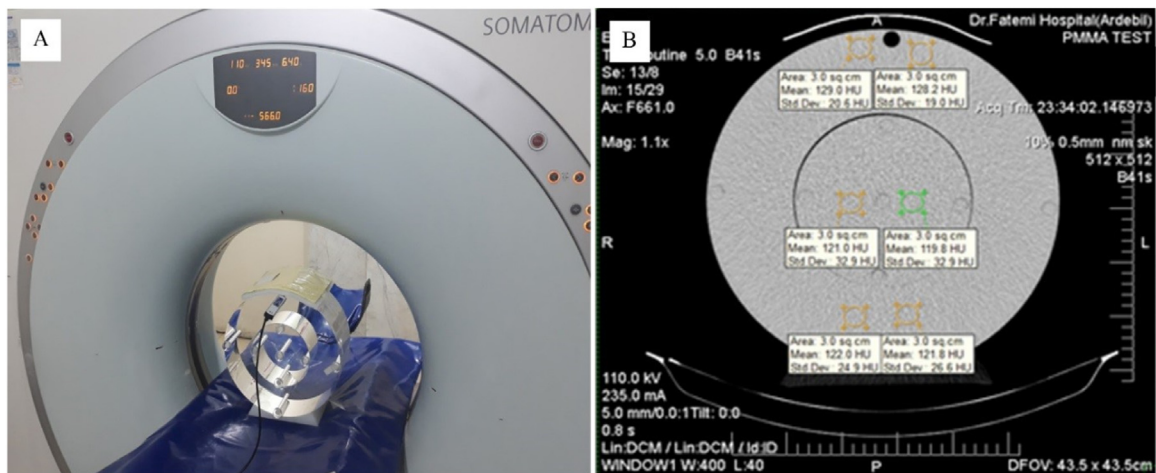 A
SOMATOM
110 345 640
0.0 : 160
566.0
B
A
Dr.Fatemi Hospital(Ardebil)
PMMA TEST
5.0 B41s
Se: 13/8
Im: 15/29
Ax: F661.0
Mag: 1.1x
Acq Tm: 23:34:02.146973
512 x 512
B41s
Area: 3.0 sq.cm
Mean: 129.0 HU
Std Dev.: 20.6 HU
Area: 3.0 sq.cm
Mean: 128.2 HU
Std Dev.: 19.0 HU
R
L
Area: 3.0 sq.cm
Mean: 121.0 HU
Std Dev.: 32.9 HU
Area: 3.0 sq.cm
Mean: 119.8 HU
Std Dev.: 32.9 HU
Area: 3.0 sq.cm
Mean: 122.0 HU
Std Dev.: 24.9 HU
Area: 3.0 sq.cm
Mean: 121.8 HU
Std Dev.: 26.6 HU
110.0 kV
235.0 mA
5.0 mm/0.0:1Tilt: 0.0
0.8 s
Lin:DCM / Lin:DCM / Id:ID
WINDOW1 W:400 L:40
P
DFOV: 43.5 x 43.5cm